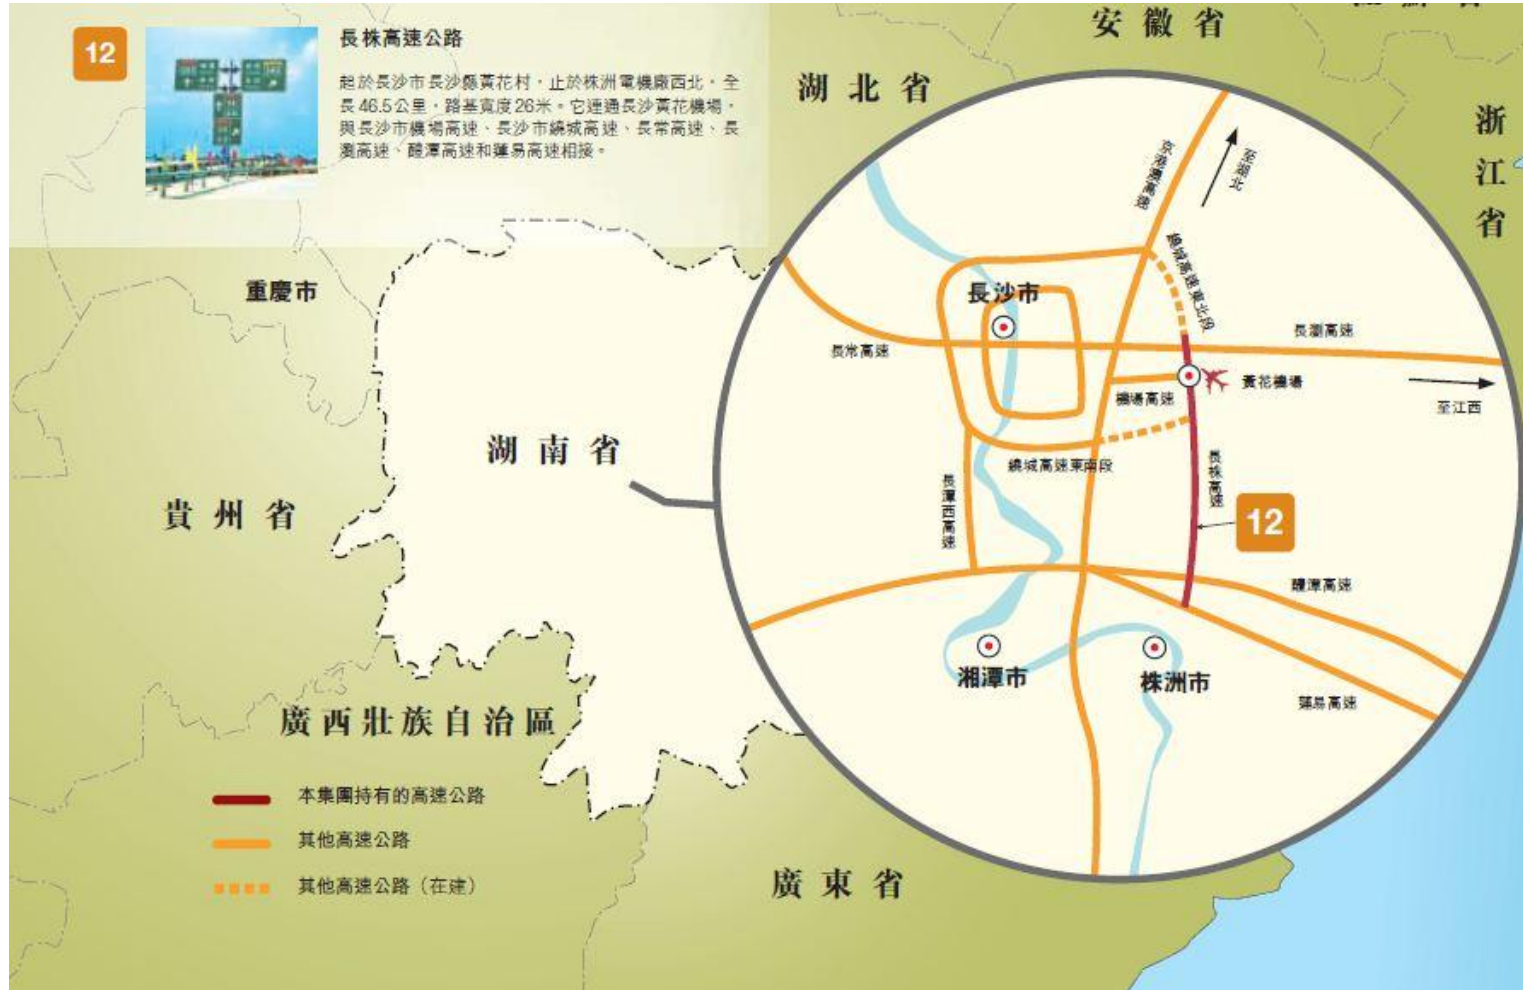 12
長株高速公路
起於長沙市長沙縣黃花村，止於株洲電機廠西北，全
長46.5公里，路基寬度26米。它連通長沙黃花機場，
與長沙市機場高速、長沙市繞城高速、長常高速、長
瀏高速、醴潭高速和蓮易高速相接。
安徽省
湖北省
浙江省
重慶市
湖南省
貴州省
廣西壯族自治區
廣東省
京港澳高速
至湖北
繞城高速東北段
長沙市
長常高速
長瀏高速
黃花機場
機場高速
至江西
繞城高速東南段
長株高速
長潭西高速
12
醴潭高速
湘潭市
株洲市
蓮易高速
本集團持有的高速公路
其他高速公路
其他高速公路（在建）